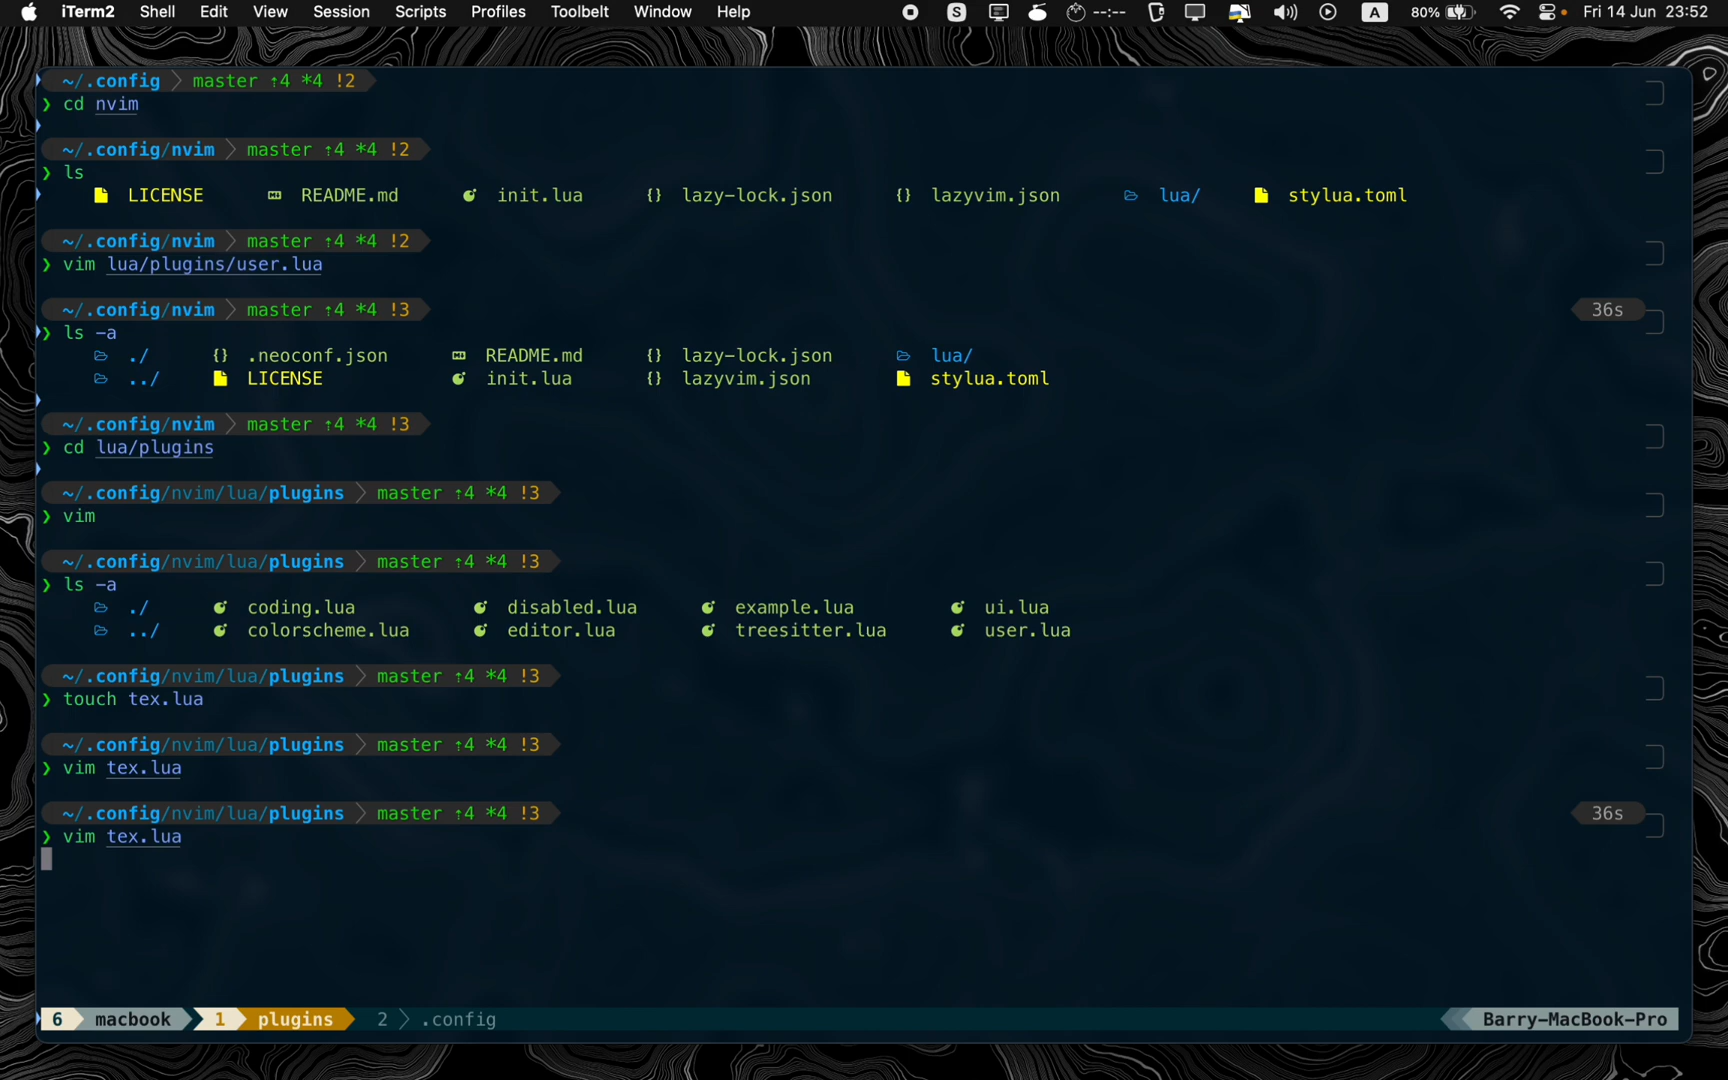 iTerm2 Shell Edit View Session Scripts Profiles Toolbelt Window Help S --:-- A 80% Fri 14 Jun 23:52
~/.config master ⇡4 *4 !2
❯ cd nvim
~/.config/nvim master ⇡4 *4 !2
❯ ls
LICENSE README.md init.lua lazy-lock.json lazyvim.json lua/ stylua.toml
~/.config/nvim master ⇡4 *4 !2
❯ vim lua/plugins/user.lua
~/.config/nvim master ⇡4 *4 !3 36s
❯ ls -a
./ {} .neoconf.json README.md {} lazy-lock.json lua/
../ LICENSE init.lua {} lazyvim.json stylua.toml
~/.config/nvim master ⇡4 *4 !3
❯ cd lua/plugins
~/.config/nvim/lua/plugins master ⇡4 *4 !3
❯ vim
~/.config/nvim/lua/plugins master ⇡4 *4 !3
❯ ls -a
./ coding.lua disabled.lua example.lua ui.lua
../ colorscheme.lua editor.lua treesitter.lua user.lua
~/.config/nvim/lua/plugins master ⇡4 *4 !3
❯ touch tex.lua
~/.config/nvim/lua/plugins master ⇡4 *4 !3
❯ vim tex.lua
~/.config/nvim/lua/plugins master ⇡4 *4 !3 36s
❯ vim tex.lua
6 macbook 1 plugins 2 .config Barry-MacBook-Pro